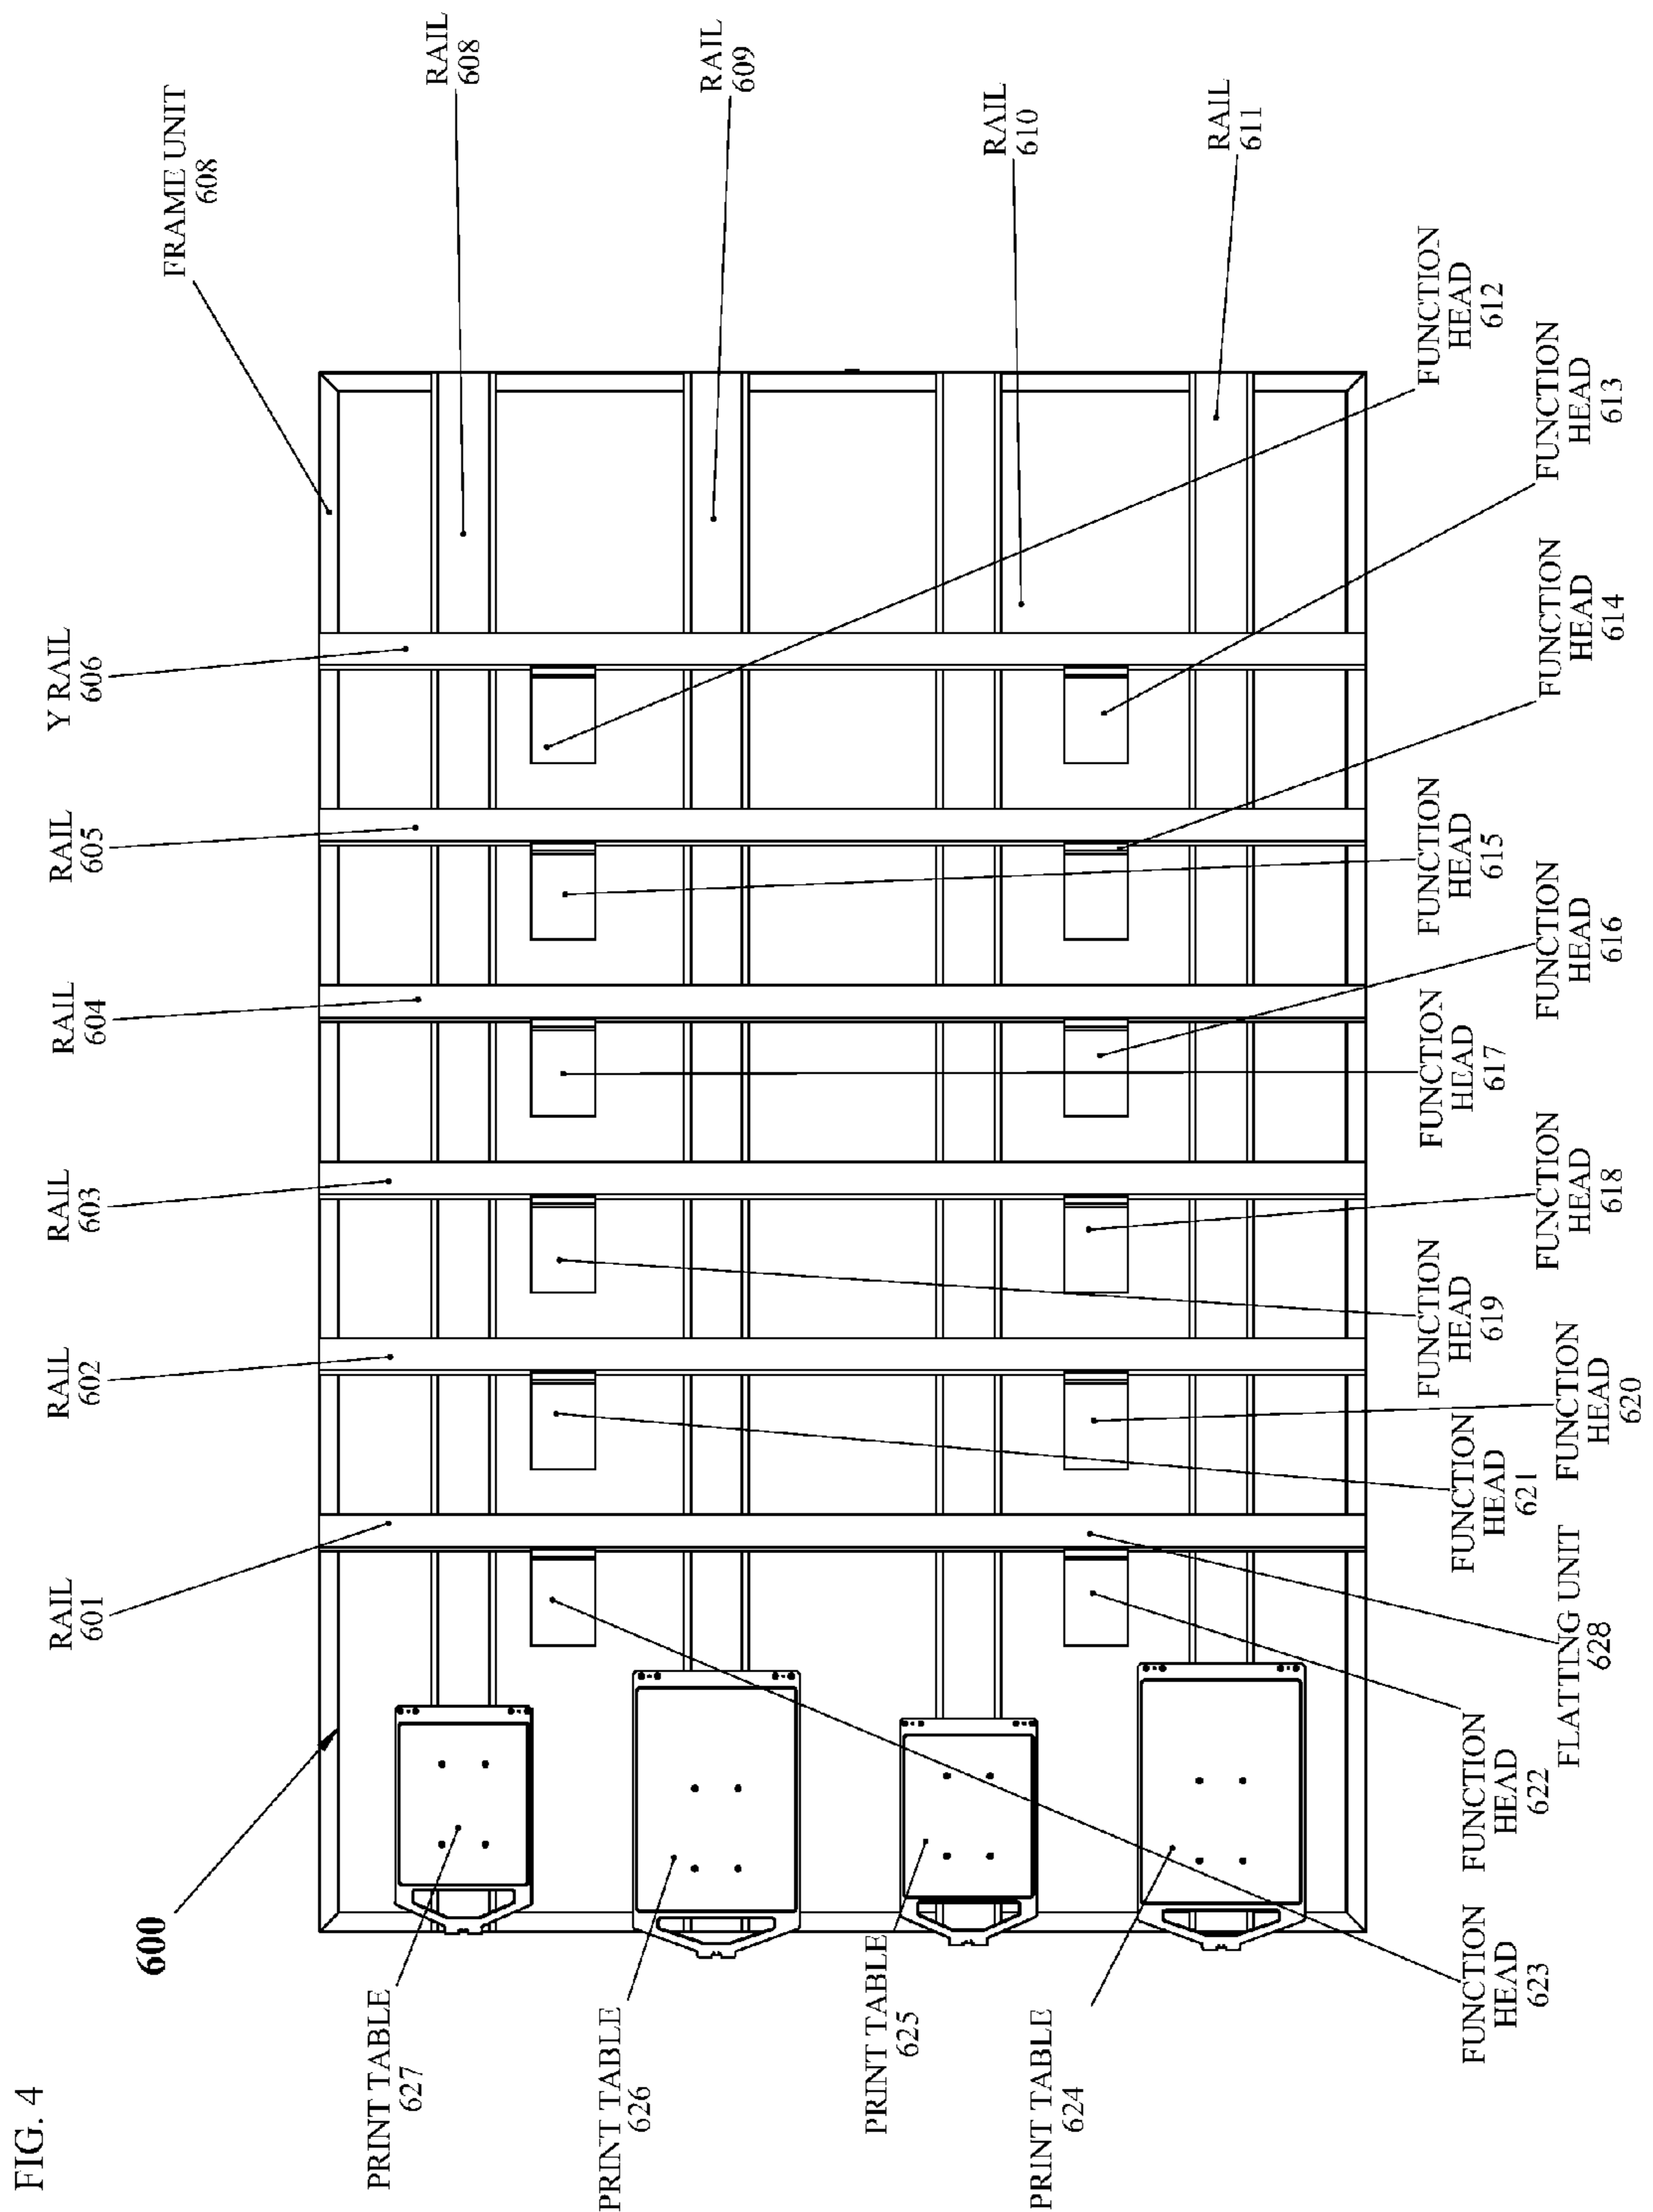 FIG. 4
600
FRAME UNIT
608
RAIL
608
RAIL
609
RAIL
610
RAIL
611
Y RAIL
606
RAIL
605
RAIL
604
RAIL
603
RAIL
602
RAIL
601
PRINT TABLE
627
PRINT TABLE
626
PRINT TABLE
625
PRINT TABLE
624
FUNCTION
HEAD
612
FUNCTION
HEAD
613
FUNCTION
HEAD
614
FUNCTION
HEAD
615
FUNCTION
HEAD
616
FUNCTION
HEAD
617
FUNCTION
HEAD
618
FUNCTION
HEAD
619
FUNCTION
HEAD
620
FUNCTION
HEAD
621
FLATTING UNIT
628
FUNCTION
HEAD
622
FUNCTION
HEAD
623